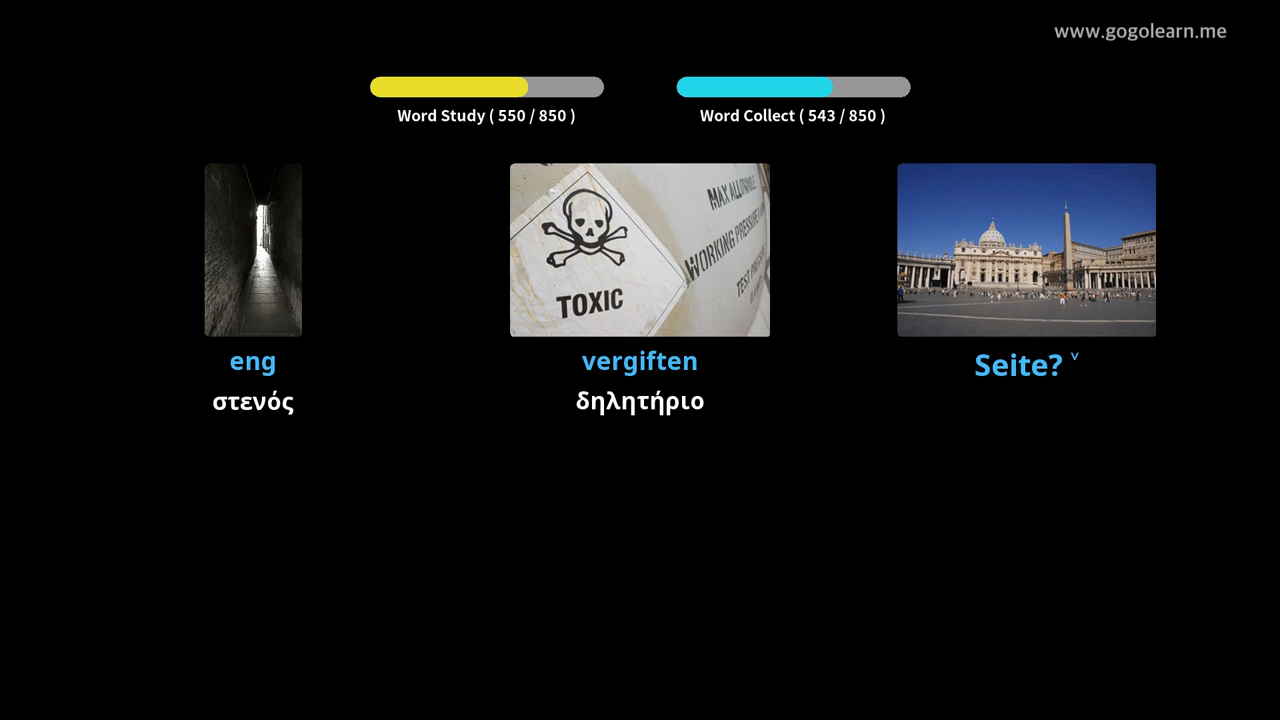 www.gogolearn.me
Word Study ( 550 / 850 )
Word Collect ( 543 / 850 )
TOXIC
MAX
WORKING PRESSURE
TEST
eng
vergiften
Seite? v
στενός
δηλητήριο